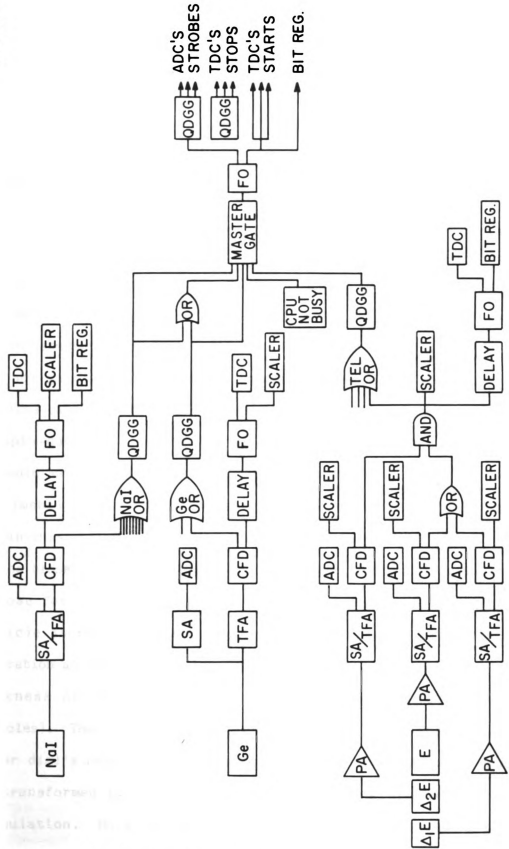 ADC'S
STROBES
TDC'S
STOPS
TDC'S
STARTS
BIT REG.
QDGG
QDGG
FO
MASTER
GATE
OR
CPU
NOT
BUSY
QDGG
TDC
SCALER
BIT REG.
FO
DELAY
ADC
CFD
SA/TFA
NaI
NaI
OR
QDGG
Ge
OR
QDGG
ADC
SA
TFA
CFD
DELAY
FO
TDC
SCALER
Ge
TEL
OR
SCALER
AND
OR
DELAY
FO
TDC
BIT REG.
SCALER
ADC
CFD
SA/TFA
PA
Δ2E
SCALER
ADC
CFD
SA/TFA
PA
E
SCALER
ADC
CFD
SA/TFA
PA
Δ1E
ulation.